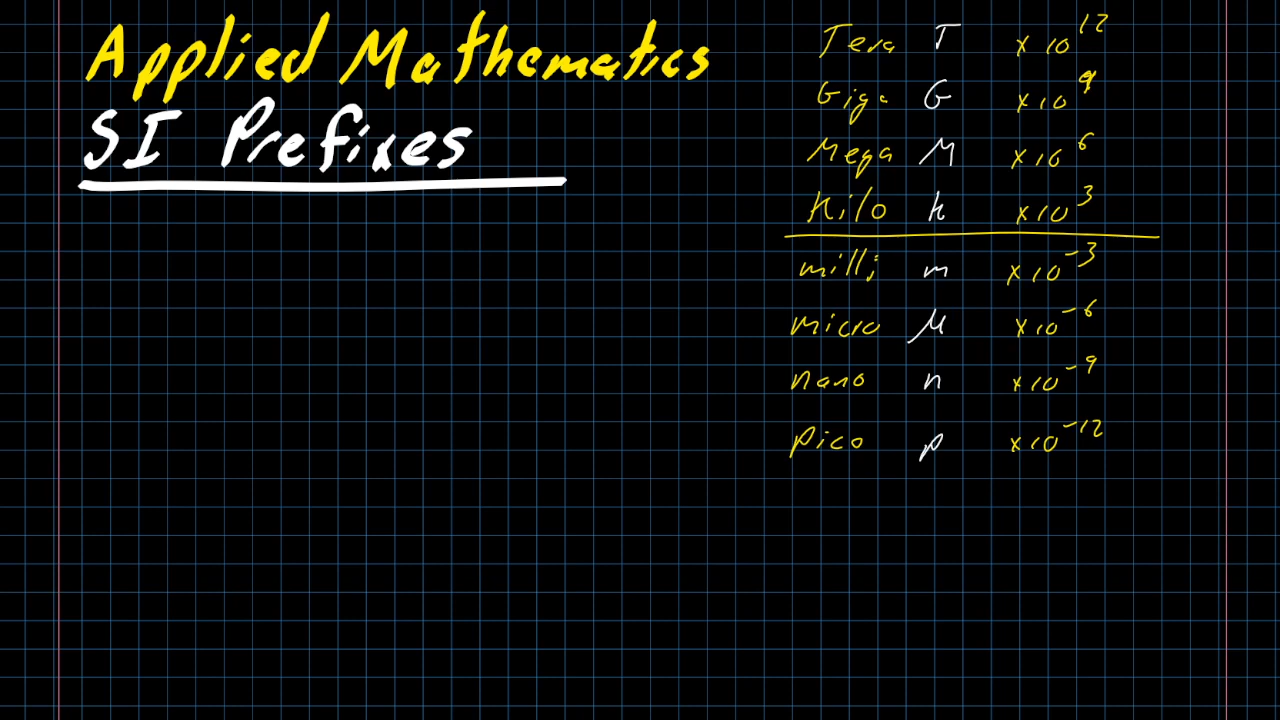 Applied Mathematics
SI Prefixes
Tera T x10^12
Giga G x10^9
Mega M x10^6
Kilo k x10^3
milli m x10^-3
micro μ x10^-6
nano n x10^-9
pico p x10^-12